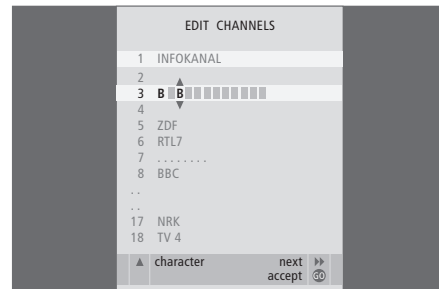 EDIT CHANNELS
1 INFOKANAL
2
3 B B
4
5 ZDF
6 RTL7
7 ........
8 BBC
..
..
17 NRK
18 TV 4
character next
accept GO